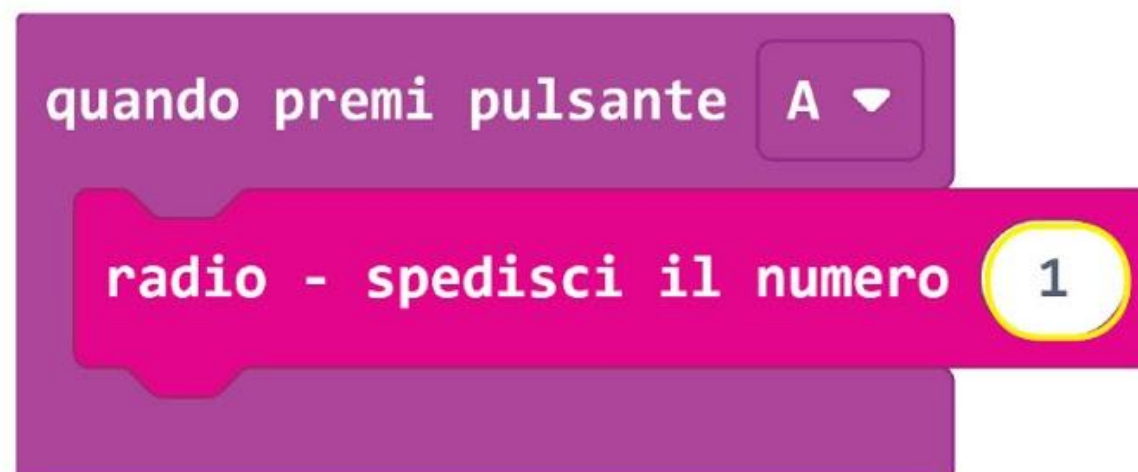 quando premi pulsante A
radio - spedisci il numero 1